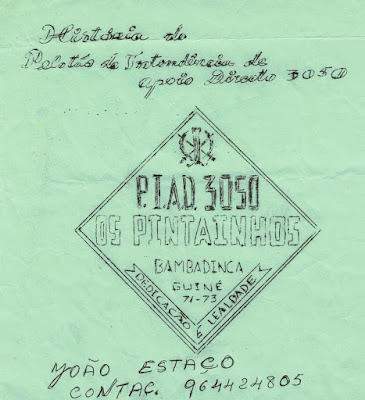 História do
Pelotão de Intendência de
apoio Directo 3050
P.I.A.D. 3050
OS PINTAINHOS
BAMBADINCA
GUINÉ
71-73
DEDICAÇÃO E LEALDADE
JOÃO ESTAÇO
CONTAC. 964424805